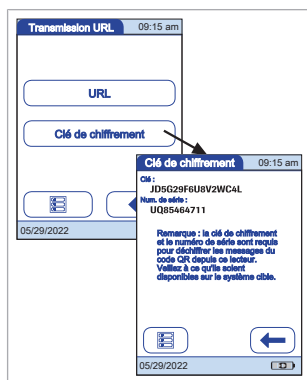 Transmission URL 09:15 am
URL
Clé de chiffrement
05/29/2022
Clé de chiffrement 09:15 am
Clé :
JD5G29F6U8V2WC4L
Num. de série :
UQ85464711
Remarque : la clé de chiffrement
et le numéro de série sont requis
pour déchiffrer les messages du
code QR depuis ce lecteur.
Veillez à ce qu'ils soient
disponibles sur le système cible.
05/29/2022